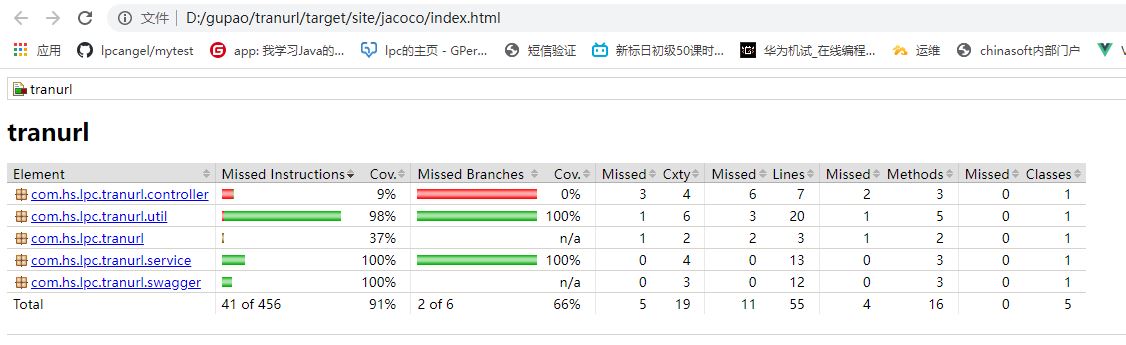 文件 D:/gupao/tranurl/target/site/jacoco/index.html
应用 lpcangel/mytest app: 我学习Java的... lpc的主页 - GPer... 短信验证 新标日初级50课时... 华为机试_在线编程... 运维 chinasoft内部门户 V
tranurl
tranurl
Element Missed Instructions Cov. Missed Branches Cov. Missed Cxty Missed Lines Missed Methods Missed Classes
com.hs.lpc.tranurl.controller 9% 0% 3 4 6 7 2 3 0 1
com.hs.lpc.tranurl.util 98% 100% 1 6 3 20 1 5 0 1
com.hs.lpc.tranurl 37% n/a 1 2 2 3 1 2 0 1
com.hs.lpc.tranurl.service 100% 100% 0 4 0 13 0 3 0 1
com.hs.lpc.tranurl.swagger 100% n/a 0 3 0 12 0 3 0 1
Total 41 of 456 91% 2 of 6 66% 5 19 11 55 4 16 0 5